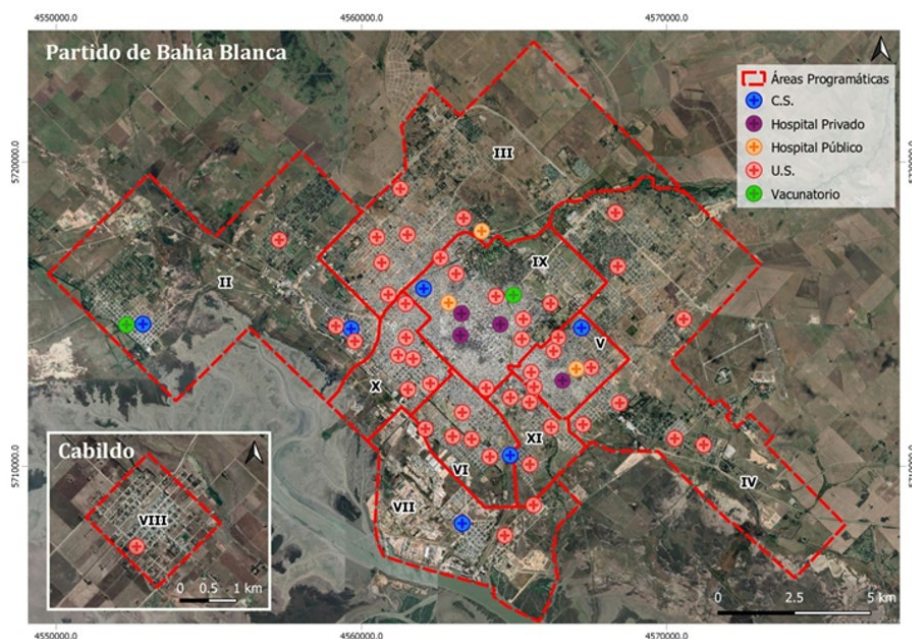 4550000.0 4560000.0 4570000.0
Partido de Bahía Blanca
Áreas Programáticas
C.S.
Hospital Privado
Hospital Público
U.S.
Vacunatorio
5720000.0 5720000.0
III
IX
II
V
X
XI
VI
IV
VII
5710000.0 5710000.0
Cabildo
VIII
0 0.5 1 km
0 2.5 5 km
4550000.0 4560000.0 4570000.0